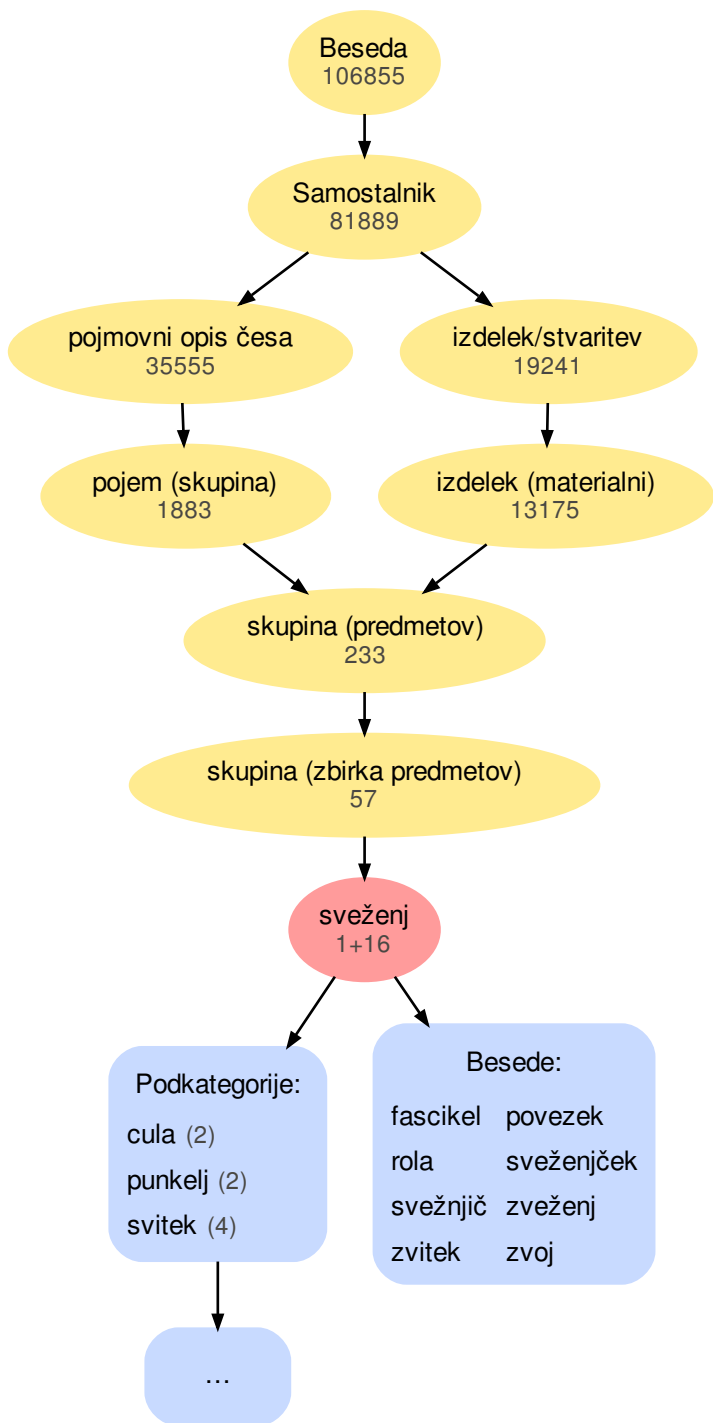 Beseda
106855
Samostalnik
81889
pojmovni opis česa
35555
izdelek/stvaritev
19241
pojem (skupina)
1883
izdelek (materialni)
13175
skupina (predmetov)
233
skupina (zbirka predmetov)
57
sveženj
1+16
Podkategorije:
cula (2)
punkelj (2)
svitek (4)
Besede:
fascikel povezek
rola sveženjček
svežnjič zveženj
zvitek zvoj
...